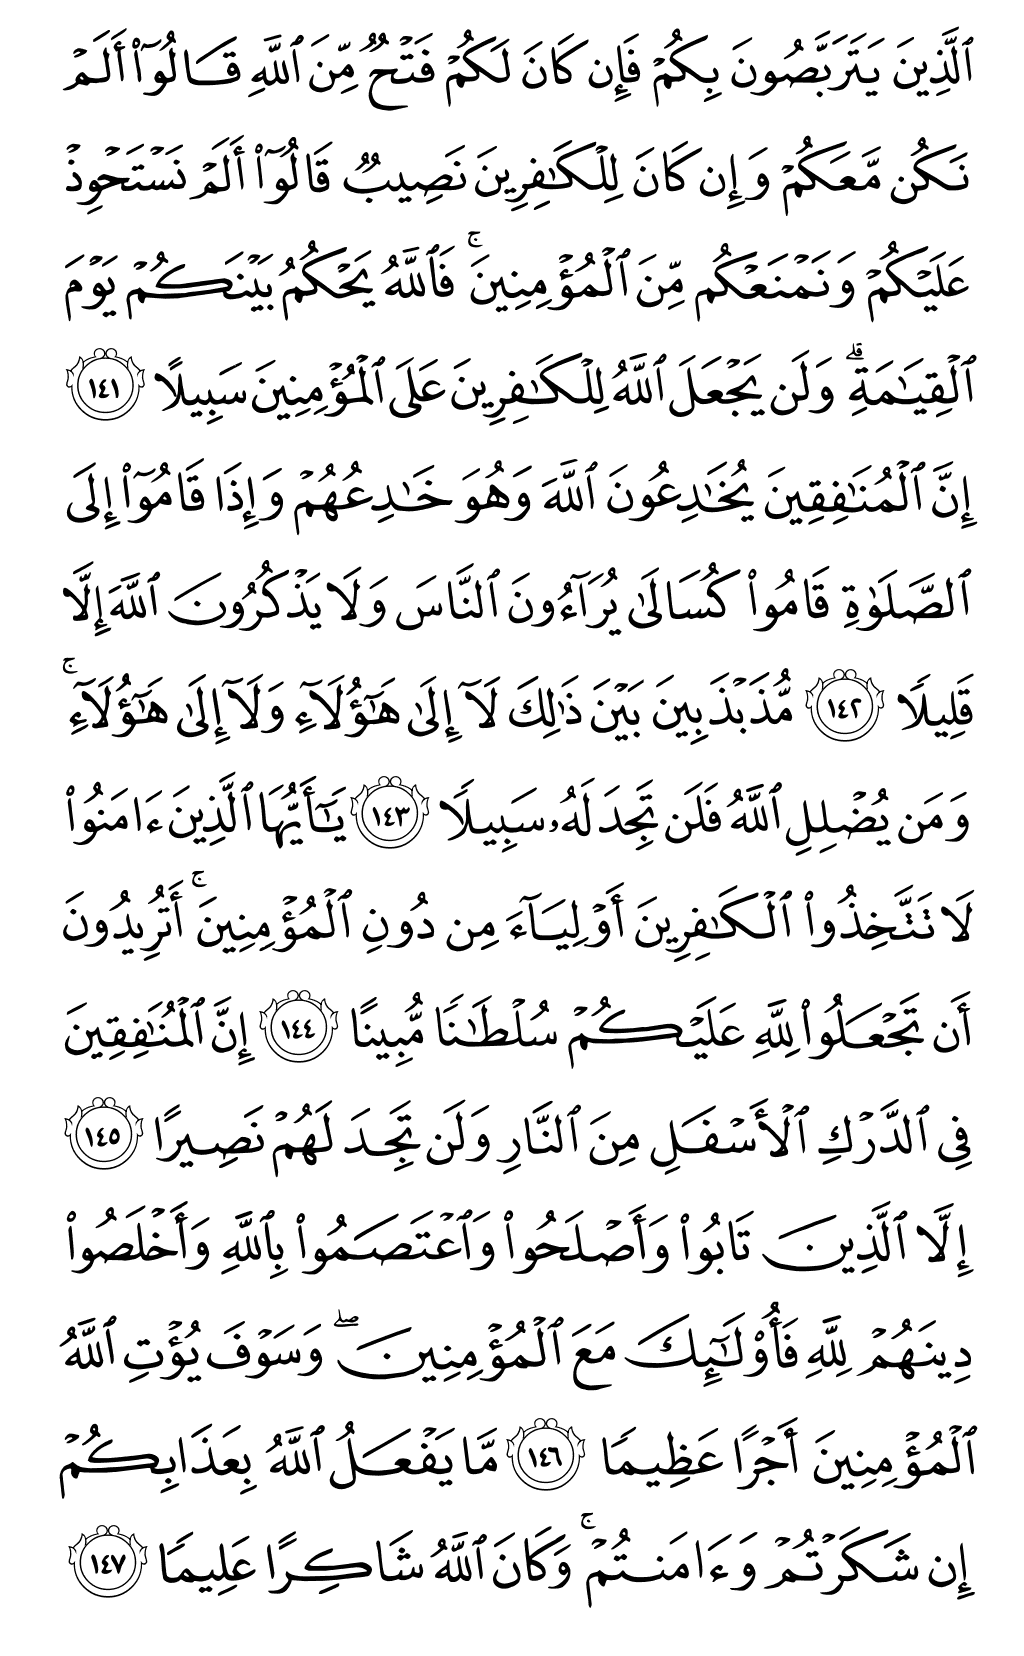 ٱلَّذِينَ يَتَرَبَّصُونَ بِكُمۡ فَإِن كَانَ لَكُمۡ فَتۡحٞ مِّنَ ٱللَّهِ قَالُوٓاْ أَلَمۡ
نَكُن مَّعَكُمۡ وَإِن كَانَ لِلۡكَٰفِرِينَ نَصِيبٞ قَالُوٓاْ أَلَمۡ نَسۡتَحۡوِذۡ
عَلَيۡكُمۡ وَنَمۡنَعۡكُم مِّنَ ٱلۡمُؤۡمِنِينَۚ فَٱللَّهُ يَحۡكُمُ بَيۡنَكُمۡ يَوۡمَ
ٱلۡقِيَٰمَةِۗ وَلَن يَجۡعَلَ ٱللَّهُ لِلۡكَٰفِرِينَ عَلَى ٱلۡمُؤۡمِنِينَ سَبِيلًا ١٤١
إِنَّ ٱلۡمُنَٰفِقِينَ يُخَٰدِعُونَ ٱللَّهَ وَهُوَ خَٰدِعُهُمۡ وَإِذَا قَامُوٓاْ إِلَى
ٱلصَّلَوٰةِ قَامُواْ كُسَالَىٰ يُرَآءُونَ ٱلنَّاسَ وَلَا يَذۡكُرُونَ ٱللَّهَ إِلَّا
قَلِيلٗا ١٤٢ مُّذَبۡذَبِينَ بَيۡنَ ذَٰلِكَ لَآ إِلَىٰ هَٰٓؤُلَآءِ وَلَآ إِلَىٰ هَٰٓؤُلَآءِۚ
وَمَن يُضۡلِلِ ٱللَّهُ فَلَن تَجِدَ لَهُۥ سَبِيلٗا ١٤٣ يَٰٓأَيُّهَا ٱلَّذِينَ ءَامَنُواْ
لَا تَتَّخِذُواْ ٱلۡكَٰفِرِينَ أَوۡلِيَآءَ مِن دُونِ ٱلۡمُؤۡمِنِينَۚ أَتُرِيدُونَ
أَن تَجۡعَلُواْ لِلَّهِ عَلَيۡكُمۡ سُلۡطَٰنٗا مُّبِينًا ١٤٤ إِنَّ ٱلۡمُنَٰفِقِينَ
فِي ٱلدَّرۡكِ ٱلۡأَسۡفَلِ مِنَ ٱلنَّارِ وَلَن تَجِدَ لَهُمۡ نَصِيرًا ١٤٥
إِلَّا ٱلَّذِينَ تَابُواْ وَأَصۡلَحُواْ وَٱعۡتَصَمُواْ بِٱللَّهِ وَأَخۡلَصُواْ
دِينَهُمۡ لِلَّهِ فَأُوْلَٰٓئِكَ مَعَ ٱلۡمُؤۡمِنِينَۖ وَسَوۡفَ يُؤۡتِ ٱللَّهُ
ٱلۡمُؤۡمِنِينَ أَجۡرًا عَظِيمٗا ١٤٦ مَّا يَفۡعَلُ ٱللَّهُ بِعَذَابِكُمۡ
إِن شَكَرۡتُمۡ وَءَامَنتُمۡۚ وَكَانَ ٱللَّهُ شَاكِرًا عَلِيمٗا ١٤٧